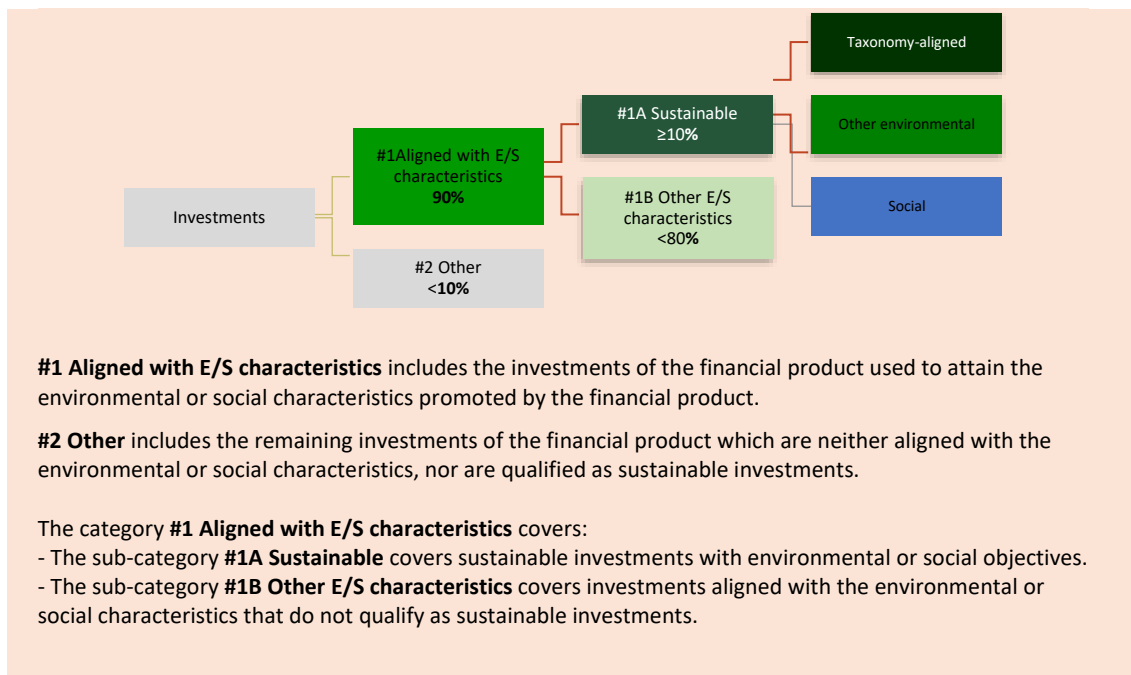 Taxonomy-aligned
#1A Sustainable
≥10%
Other environmental
#1Aligned with E/S
characteristics
90%
#1B Other E/S
characteristics
<80%
Social
Investments
#2 Other
<10%
#1 Aligned with E/S characteristics includes the investments of the financial product used to attain the
environmental or social characteristics promoted by the financial product.
#2 Other includes the remaining investments of the financial product which are neither aligned with the
environmental or social characteristics, nor are qualified as sustainable investments.
The category #1 Aligned with E/S characteristics covers:
- The sub-category #1A Sustainable covers sustainable investments with environmental or social objectives.
- The sub-category #1B Other E/S characteristics covers investments aligned with the environmental or
social characteristics that do not qualify as sustainable investments.